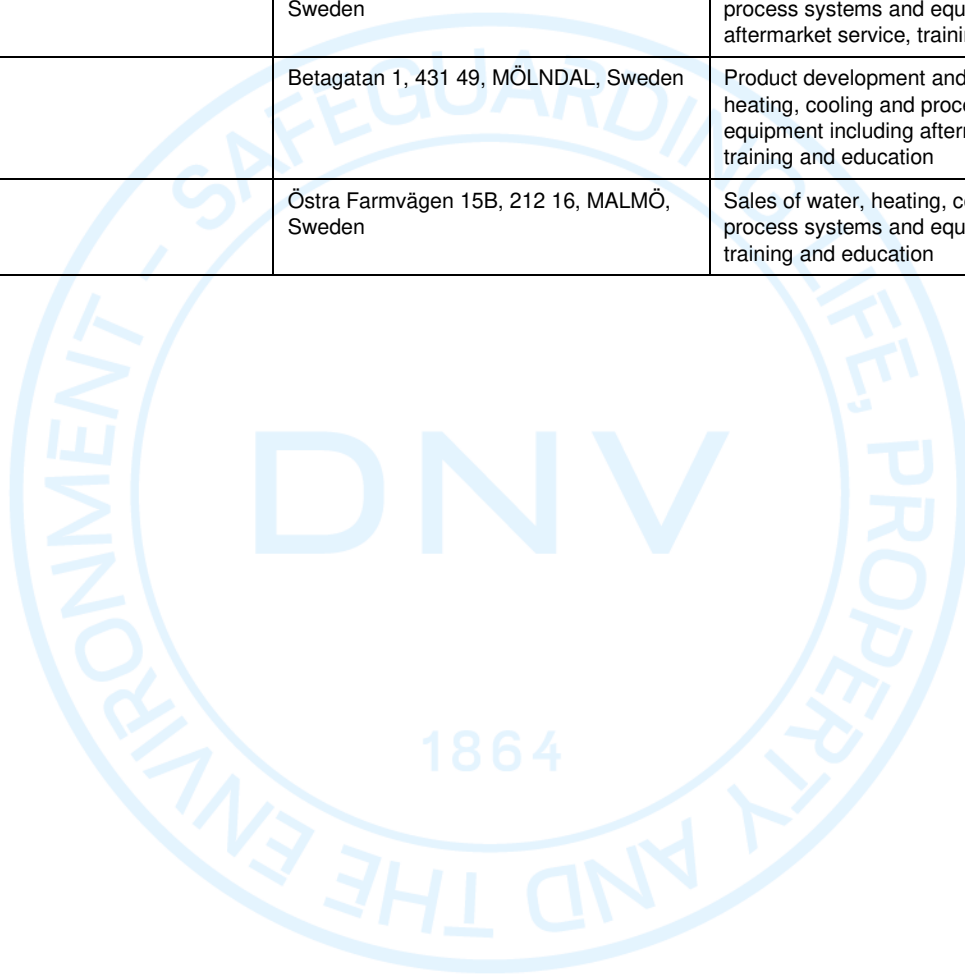 Sweden
process systems and equ
aftermarket service, traini
Betagatan 1, 431 49, MÖLNDAL, Sweden
Product development and
heating, cooling and proce
equipment including after
training and education
Östra Farmvägen 15B, 212 16, MALMÖ,
Sweden
Sales of water, heating, c
process systems and equ
training and education
SAFEGUARDING LIFE, PROPERTY AND THE ENVIRONMENT -
DNV
1864